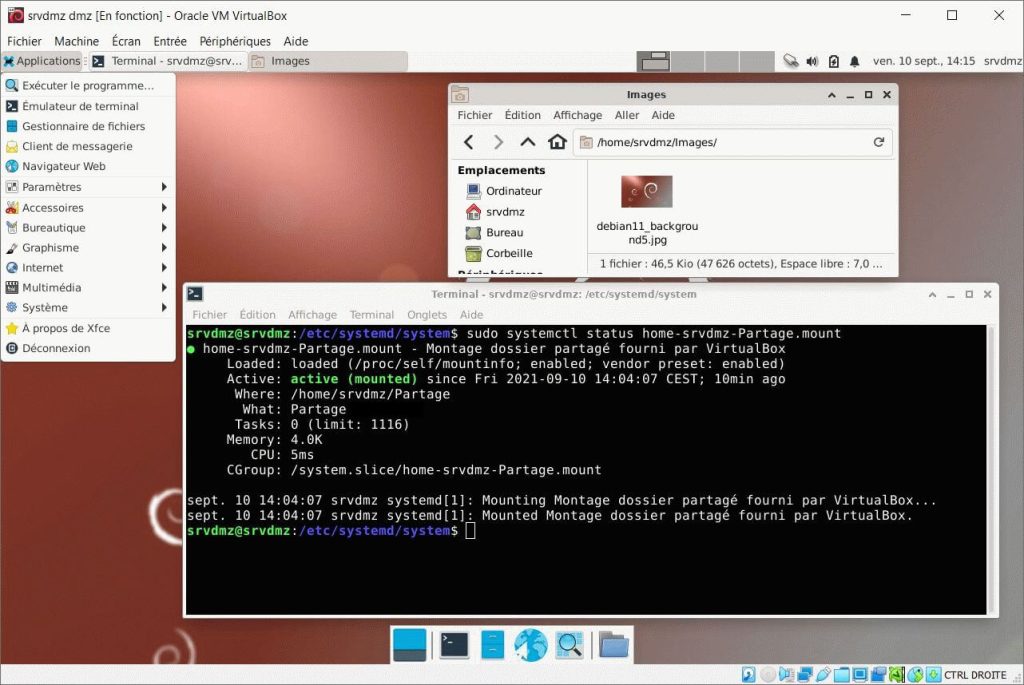 srvdmz dmz [En fonction] - Oracle VM VirtualBox
Fichier Machine Écran Entrée Périphériques Aide
Applications Terminal - srvdmz@srv... Images ven. 10 sept., 14:15 srvdmz
Exécuter le programme...
Émulateur de terminal
Gestionnaire de fichiers
Client de messagerie
Navigateur Web
Paramètres
Accessoires
Bureautique
Graphisme
Internet
Multimédia
Système
À propos de Xfce
Déconnexion
Images
Fichier Édition Affichage Aller Aide
/home/srvdmz/Images/
Emplacements
Ordinateur
srvdmz
Bureau
Corbeille
Périphériques
debian11_backgrou
nd5.jpg
1 fichier : 46,5 Kio (47 626 octets), Espace libre : 7,0 ...
Terminal - srvdmz@srvdmz: /etc/systemd/system
Fichier Édition Affichage Terminal Onglets Aide
srvdmz@srvdmz:/etc/systemd/system$ sudo systemctl status home-srvdmz-Partage.mount
● home-srvdmz-Partage.mount - Montage dossier partagé fourni par VirtualBox
Loaded: loaded (/proc/self/mountinfo; enabled; vendor preset: enabled)
Active: active (mounted) since Fri 2021-09-10 14:04:07 CEST; 10min ago
Where: /home/srvdmz/Partage
What: Partage
Tasks: 0 (limit: 1116)
Memory: 4.0K
CPU: 5ms
CGroup: /system.slice/home-srvdmz-Partage.mount
sept. 10 14:04:07 srvdmz systemd[1]: Mounting Montage dossier partagé fourni par VirtualBox...
sept. 10 14:04:07 srvdmz systemd[1]: Mounted Montage dossier partagé fourni par VirtualBox.
srvdmz@srvdmz:/etc/systemd/system$
CTRL DROITE